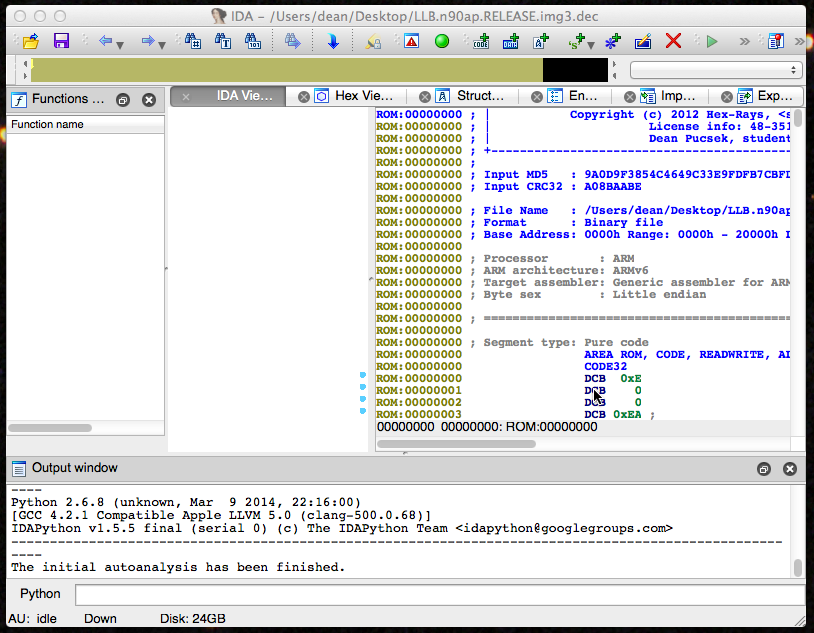 IDA – /Users/dean/Desktop/LLB.n90ap.RELEASE.img3.dec
Functions ...
IDA Vie...
Hex Vie...
Struct...
En...
Imp...
Exp...
Function name
ROM:00000000 ; |           Copyright (c) 2012 Hex-Rays, <s
ROM:00000000 ; |                      License info: 48-351
ROM:00000000 ; |                      Dean Pucsek, student
ROM:00000000 ; +------------------------------------------
ROM:00000000 ;
ROM:00000000 ; Input MD5   : 9A0D9F3854C4649C33E9FDFB7CBFD
ROM:00000000 ; Input CRC32 : A08BAABE
ROM:00000000
ROM:00000000 ; File Name   : /Users/dean/Desktop/LLB.n90ap
ROM:00000000 ; Format      : Binary file
ROM:00000000 ; Base Address: 0000h Range: 0000h - 20000h
ROM:00000000
ROM:00000000 ; Processor       : ARM
ROM:00000000 ; ARM architecture: ARMv6
ROM:00000000 ; Target assembler: Generic assembler for ARM
ROM:00000000 ; Byte sex        : Little endian
ROM:00000000
ROM:00000000 ; ===========================================
ROM:00000000
ROM:00000000 ; Segment type: Pure code
ROM:00000000                 AREA ROM, CODE, READWRITE, AL
ROM:00000000                 CODE32
ROM:00000000                 DCB  0xE
ROM:00000001                 DCB    0
ROM:00000002                 DCB    0
ROM:00000003                 DCB 0xEA ;
00000000  00000000: ROM:00000000
Output window
----
Python 2.6.8 (unknown, Mar  9 2014, 22:16:00)
[GCC 4.2.1 Compatible Apple LLVM 5.0 (clang-500.0.68)]
IDAPython v1.5.5 final (serial 0) (c) The IDAPython Team <idapython@googlegroups.com>
-----------------------------------------------------------------------------------------
----
The initial autoanalysis has been finished.
Python
AU: idle   Down   Disk: 24GB